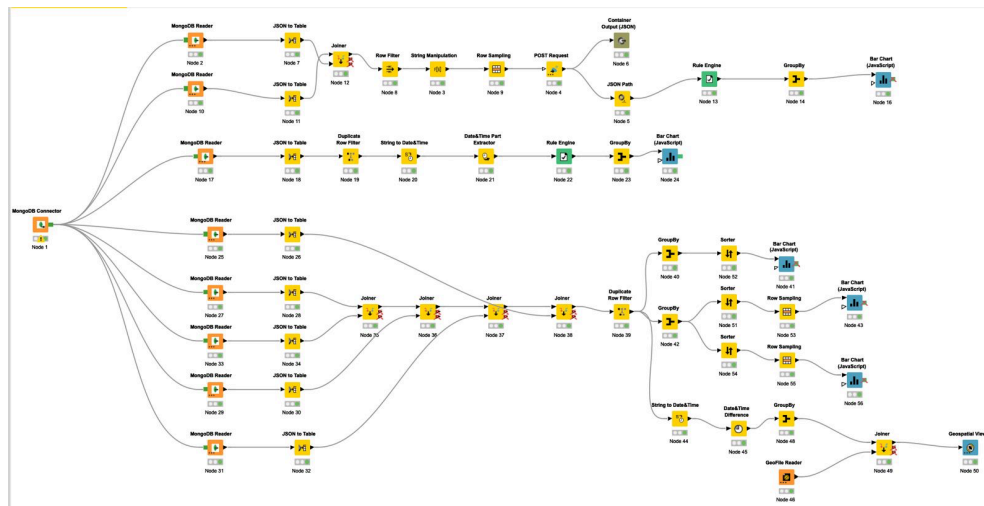 MongoDB Reader
Node 2
JSON to Table
Node 7
Joiner
Node 12
Row Filter
Node 8
String Manipulation
Node 3
Row Sampling
Node 9
POST Request
Node 4
Container
Output (JSON)
Node 6
JSON Path
Node 5
Rule Engine
Node 13
GroupBy
Node 14
Bar Chart
(JavaScript)
Node 16
MongoDB Reader
Node 10
JSON to Table
Node 11
MongoDB Reader
Node 17
JSON to Table
Node 18
Duplicate
Row Filter
Node 19
String to Date&Time
Node 20
Date&Time Part
Extractor
Node 21
Rule Engine
Node 22
GroupBy
Node 23
Bar Chart
(JavaScript)
Node 24
MongoDB Connector
Node 1
MongoDB Reader
Node 25
JSON to Table
Node 26
MongoDB Reader
Node 27
JSON to Table
Node 28
MongoDB Reader
Node 33
JSON to Table
Node 34
MongoDB Reader
Node 29
JSON to Table
Node 30
MongoDB Reader
Node 31
JSON to Table
Node 32
Joiner
Node 35
Joiner
Node 36
Joiner
Node 37
Joiner
Node 38
Duplicate
Row Filter
Node 39
GroupBy
Node 40
Sorter
Node 52
Bar Chart
(JavaScript)
Node 41
GroupBy
Node 42
Sorter
Node 51
Row Sampling
Node 53
Bar Chart
(JavaScript)
Node 43
Sorter
Node 54
Row Sampling
Node 55
Bar Chart
(JavaScript)
Node 56
String to Date&Time
Node 44
Date&Time
Difference
Node 45
GroupBy
Node 48
GeoFile Reader
Node 46
Joiner
Node 49
Geospatial View
Node 50